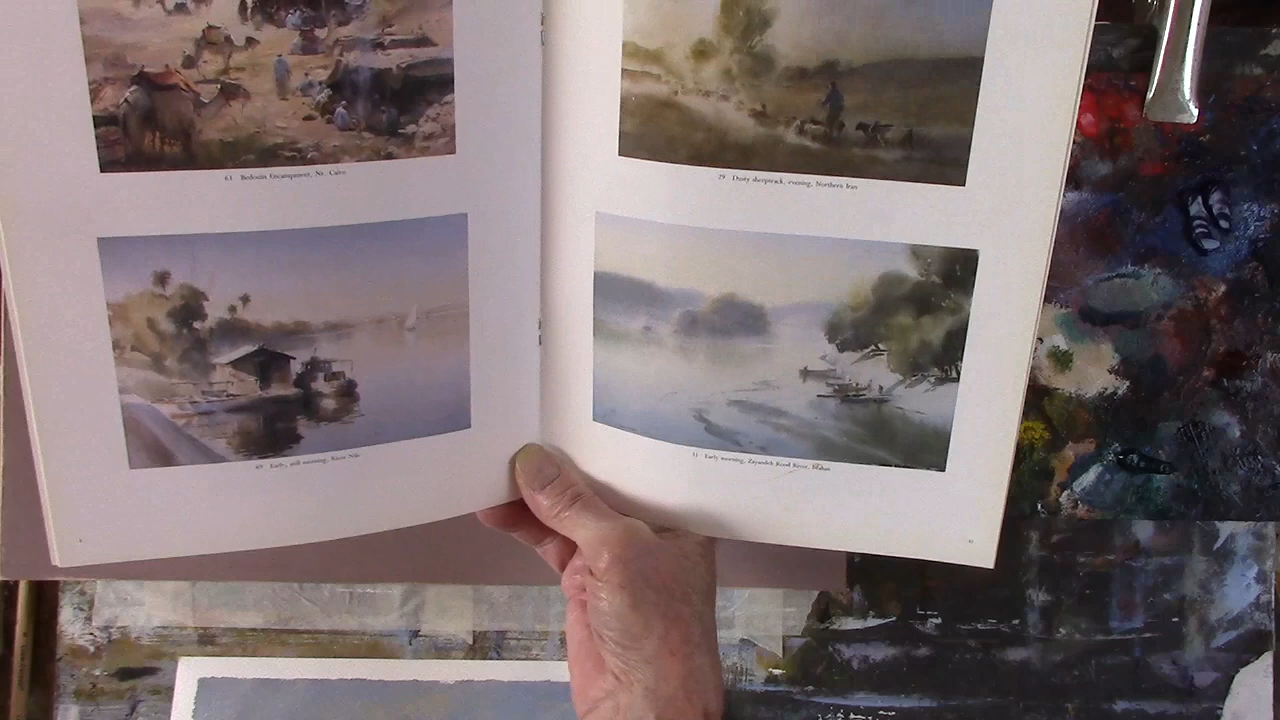 61 Bedouin Encampment, Nr. Cairo
69 Early, still morning, River Nile
29 Dusty sheeptrack, evening, Northern Iran
31 Early morning, Zayandeh Rood River, Isfahan